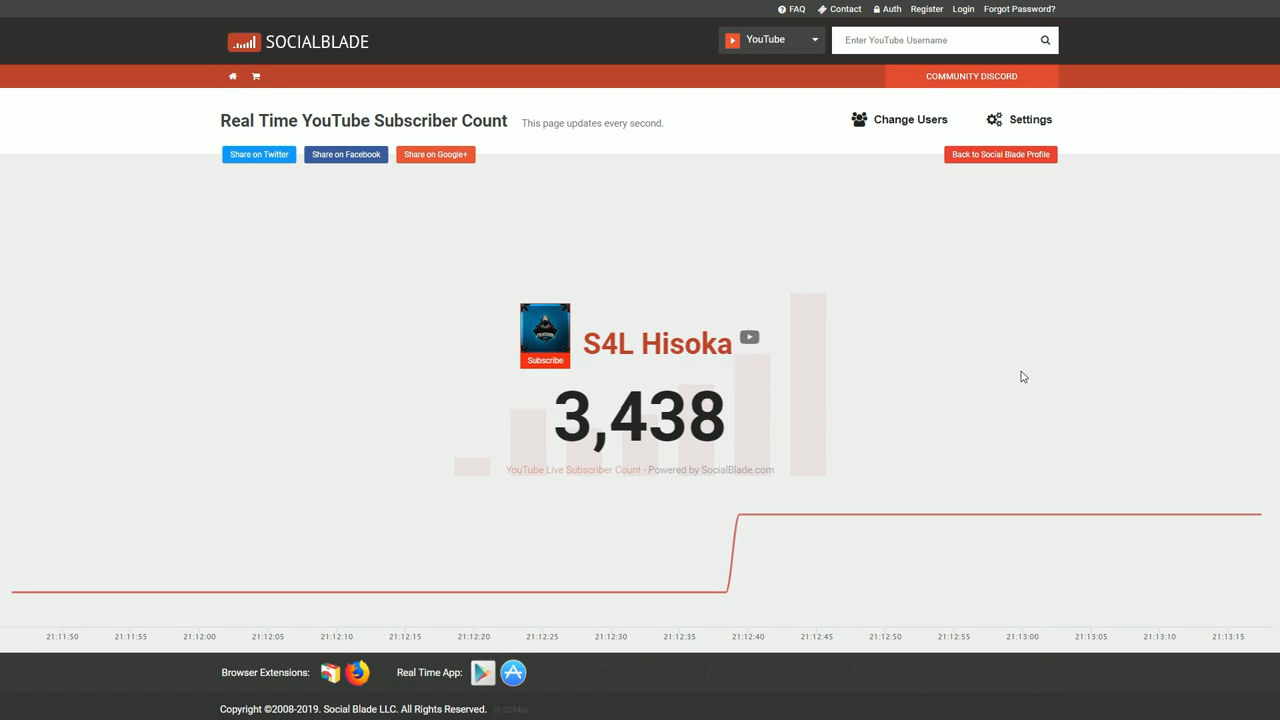 FAQ Contact Auth Register Login Forgot Password?
SOCIALBLADE
YouTube
Enter YouTube Username
COMMUNITY DISCORD
Real Time YouTube Subscriber Count This page updates every second.
Change Users Settings
Share on Twitter Share on Facebook Share on Google+
Back to Social Blade Profile
S4L Hisoka
Subscribe
3,438
YouTube Live Subscriber Count - Powered by SocialBlade.com
21:11:50 21:11:55 21:12:00 21:12:05 21:12:10 21:12:15 21:12:20 21:12:25 21:12:30 21:12:35 21:12:40 21:12:45 21:12:50 21:12:55 21:13:00 21:13:05 21:13:10 21:13:15
Browser Extensions: Real Time App:
Copyright ©2008-2019. Social Blade LLC. All Rights Reserved. (0.0294s)